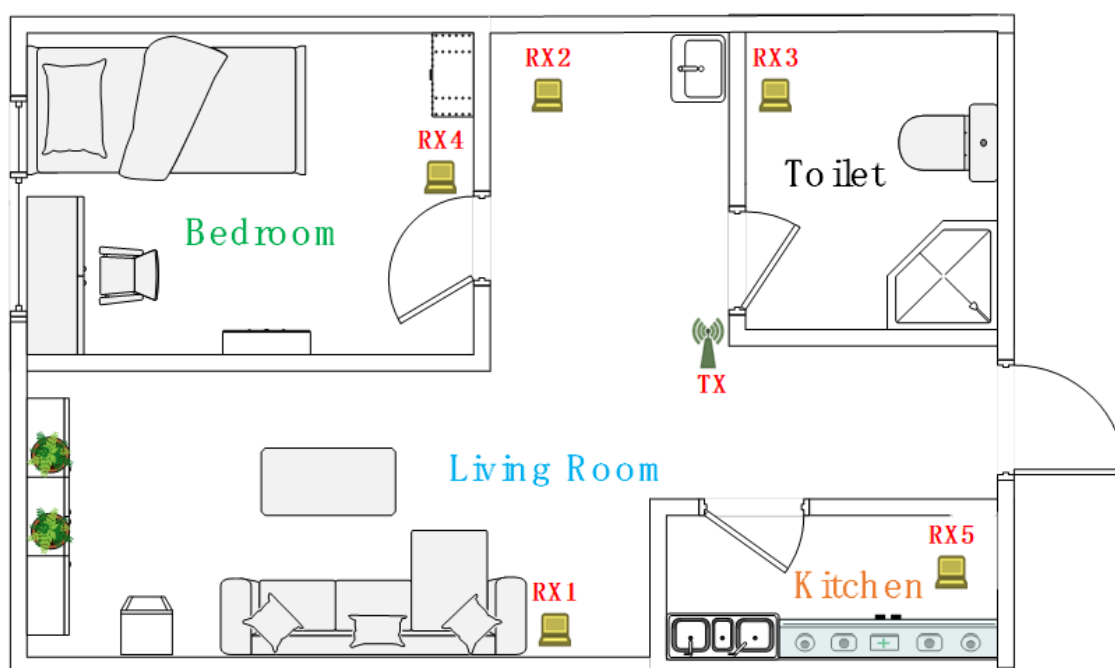 RX2
RX3
RX4
Toilet
Bedroom
TX
Living Room
RX5
Kitchen
RX1